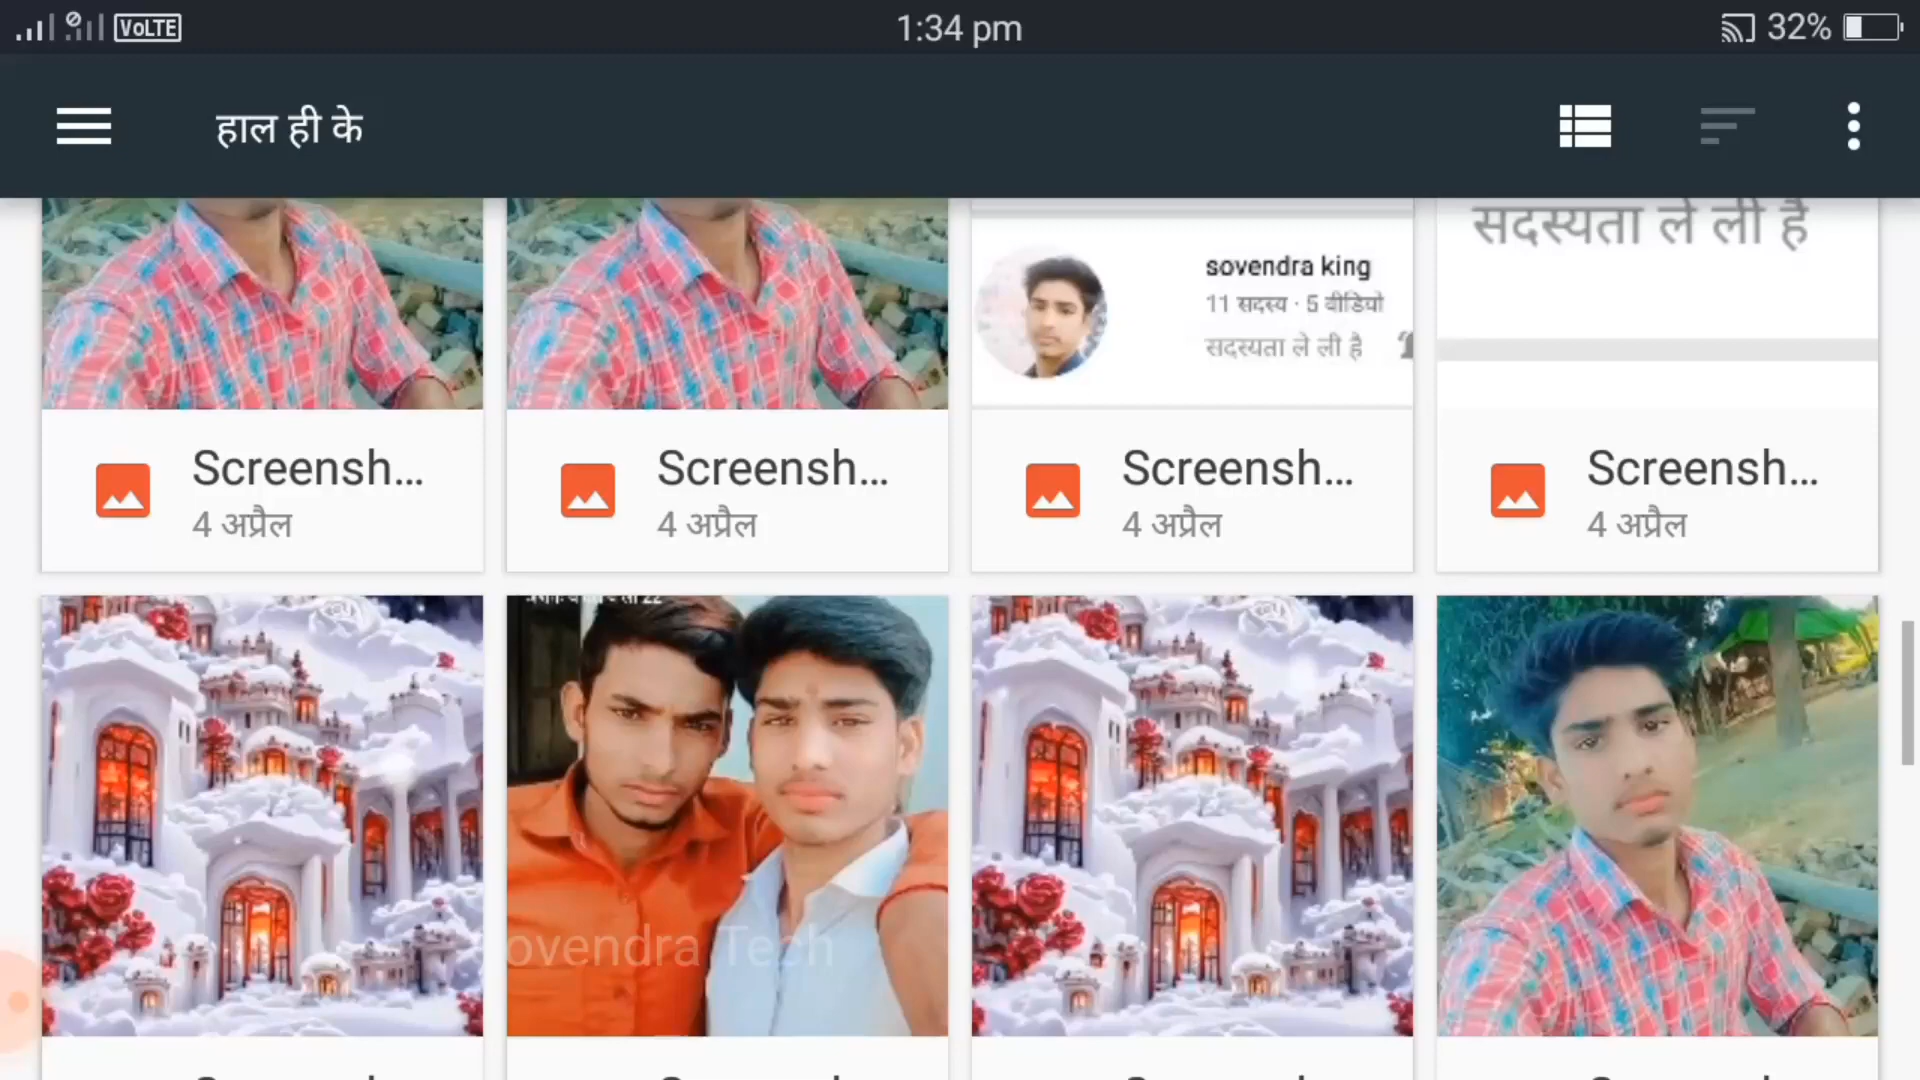 VoLTE
1:34 pm
32%
हाल ही के
सदस्यता ले ली है
sovendra king
11 सदस्य · 5 वीडियो
सदस्यता ले ली है
Screensh...
4 अप्रैल
Screensh...
4 अप्रैल
Screensh...
4 अप्रैल
Screensh...
4 अप्रैल
ovendra Tech